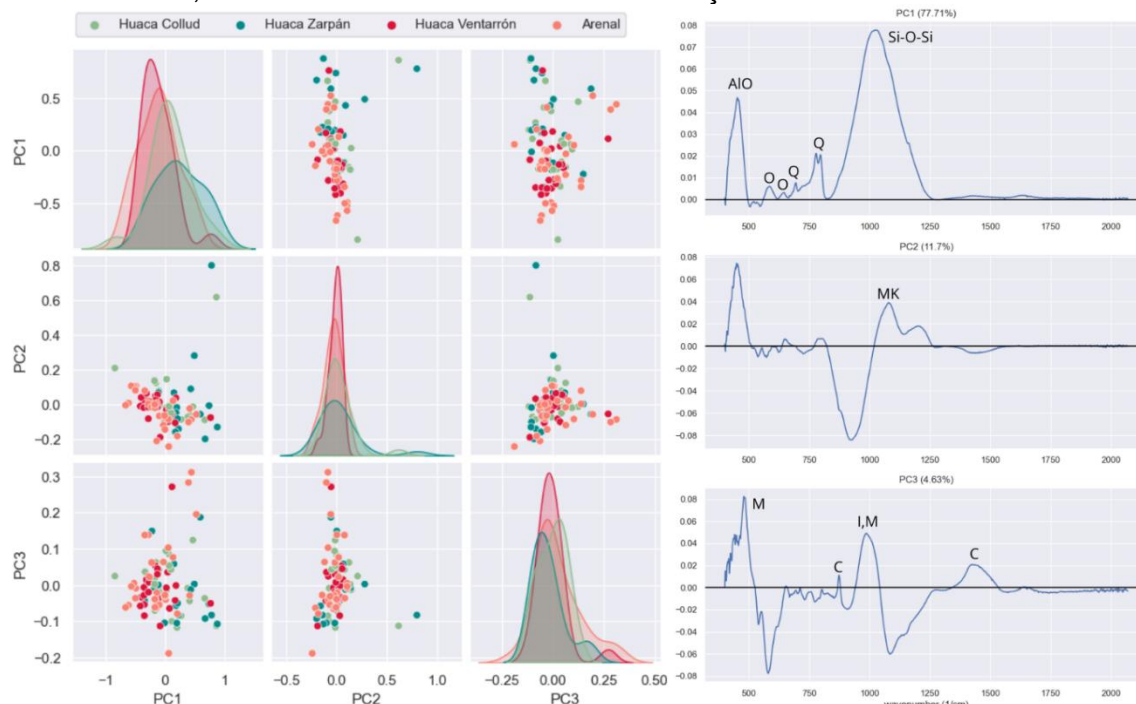 Huaca Collud Huaca Zarpán Huaca Ventarrón Arenal
PC1
0.5
0.0
−0.5
PC2
0.8
0.6
0.4
0.2
0.0
−0.2
PC3
0.3
0.2
0.1
0.0
−0.1
−0.2
−1 0 1
PC1
−0.5 0.0 0.5 1.0
PC2
−0.25 0.00 0.25 0.50
PC3
PC1 (77.71%)
0.08
0.07
0.06
0.05
0.04
0.03
0.02
0.01
0.00
AlO
O
O
Q
Q
Si-O-Si
500 750 1000 1250 1500 1750 2000
PC2 (11.7%)
0.08
0.06
0.04
0.02
0.00
−0.02
−0.04
−0.06
−0.08
MK
500 750 1000 1250 1500 1750 2000
PC3 (4.63%)
0.08
0.06
0.04
0.02
0.00
−0.02
−0.04
−0.06
−0.08
M
C
I,M
C
500 750 1000 1250 1500 1750 2000
wavenumber (1/cm)